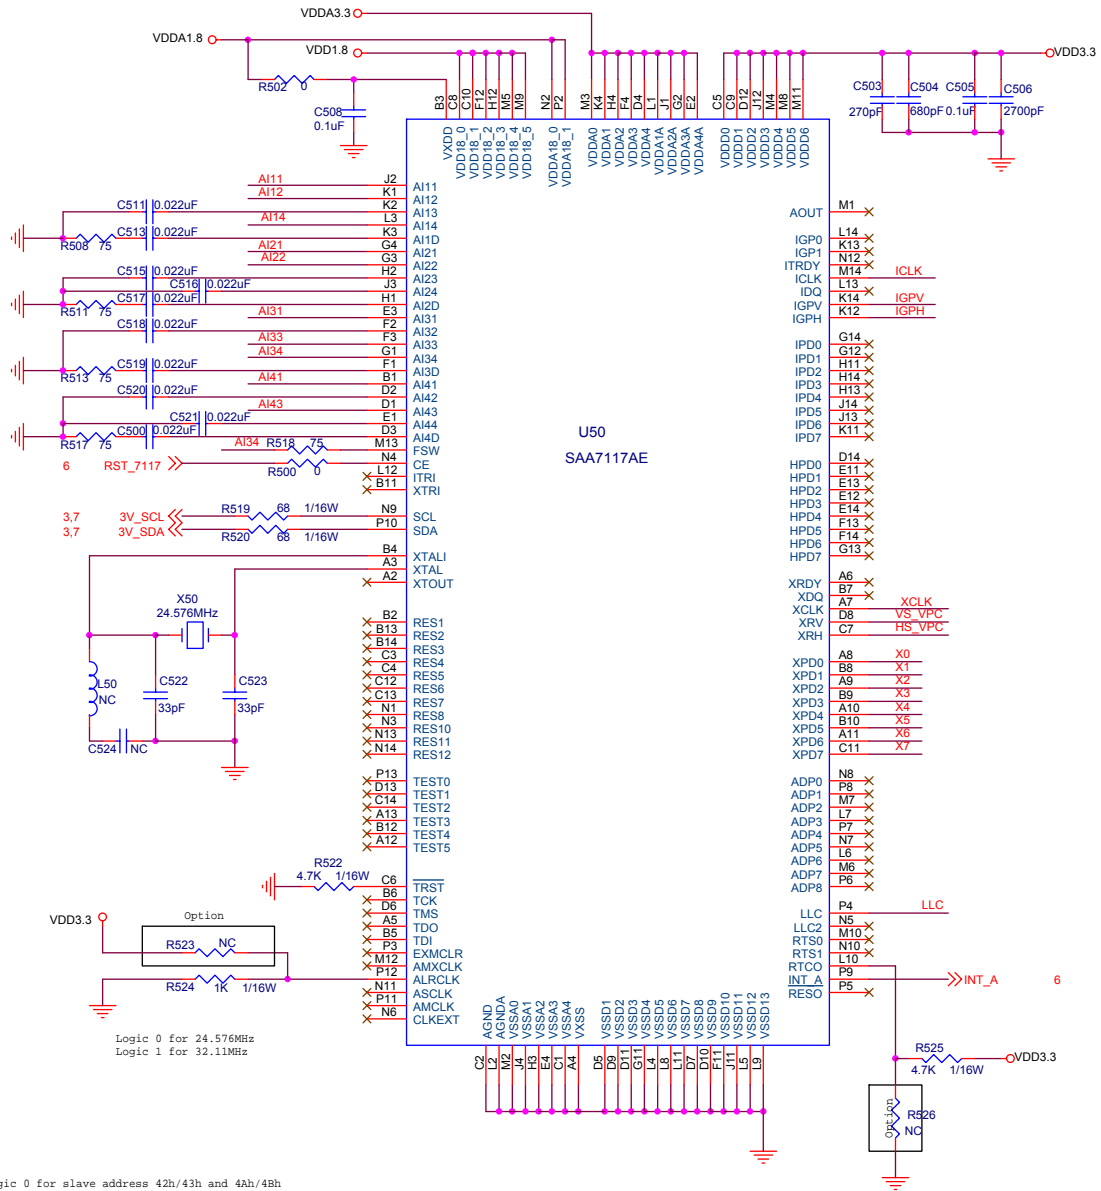 VDDA3.3
VDDA1.8
VDD1.8
VDD3.3
R502 0
C508
0.1uF
C503 C504 C505 C506
270pF 680pF 0.1uF 2700pF
B3 C8 C10 F12 H12 M5 M9 N2 P2 M3 K4 H4 F4 D4 L1 J1 G2 E2 C5 C9 D12 J12 M4 M8 M11
VXDD VDD18_0 VDD18_1 VDD18_2 VDD18_3 VDD18_4 VDD18_5 VDDA18_0 VDDA18_1 VDDA0 VDDA1 VDDA2 VDDA3 VDDA4 VDDA1A VDDA2A VDDA3A VDDA4A VDDD0 VDDD1 VDDD2 VDDD3 VDDD4 VDDD5 VDDD6
AI11 J2 AI11
AI12 K1 AI12
C511 0.022uF K2 AI13
AI14 L3 AI14
C513 0.022uF K3 AI1D
R508 75
AI21 G4 AI21
AI22 G3 AI22
C515 0.022uF H2 AI23
C516 0.022uF J3 AI24
C517 0.022uF H1 AI2D
R511 75
AI31 E3 AI31
C518 0.022uF F2 AI32
AI33 F3 AI33
AI34 G1 AI34
C519 0.022uF F1 AI3D
R513 75
AI41 B1 AI41
C520 0.022uF D2 AI42
AI43 D1 AI43
C521 0.022uF E1 AI44
C500 0.022uF D3 AI4D
R517 75
AI34 R518 75 M13 FSW
6 RST_7117 R500 0 N4 CE
L12 ITRI
B11 XTRI
3,7 3V_SCL R519 68 1/16W N9 SCL
3,7 3V_SDA R520 68 1/16W P10 SDA
B4 XTALI
A3 XTAL
A2 XTOUT
X50
24.576MHz
L50
NC
C522
33pF
C523
33pF
C524 NC
B2 RES1
B13 RES2
B14 RES3
C3 RES4
C4 RES5
C12 RES6
C13 RES7
N1 RES8
N3 RES10
N13 RES11
N14 RES12
P13 TEST0
D13 TEST1
C14 TEST2
A13 TEST3
B12 TEST4
A12 TEST5
R522
4.7K 1/16W
C6 TRST
B6 TCK
D6 TMS
A5 TDO
B5 TDI
P3 EXMCLR
M12 AMXCLK
P12 ALRCLK
N11 ASCLK
P11 AMCLK
N6 CLKEXT
VDD3.3
Option
R523 NC
R524 1K 1/16W
Logic 0 for 24.576MHz
Logic 1 for 32.11MHz
U50
SAA7117AE
AOUT M1
IGP0 L14
IGP1 K13
ITRDY N12
ICLK M14 ICLK
IDQ L13
IGPV K14 IGPV
IGPH K12 IGPH
IPD0 G14
IPD1 G12
IPD2 H11
IPD3 H14
IPD4 H13
IPD5 J14
IPD6 J13
IPD7 K11
HPD0 D14
HPD1 E11
HPD2 E13
HPD3 E12
HPD4 E14
HPD5 F13
HPD6 F14
HPD7 G13
XRDY A6
XDQ B7
XCLK A7 XCLK
XRV D8 VS_VPC
XRH C7 HS_VPC
XPD0 A8 X0
XPD1 B8 X1
XPD2 A9 X2
XPD3 B9 X3
XPD4 A10 X4
XPD5 B10 X5
XPD6 A11 X6
XPD7 C11 X7
ADP0 N8
ADP1 P8
ADP2 M7
ADP3 L7
ADP4 P7
ADP5 N7
ADP6 L6
ADP7 M6
ADP8 P6
LLC P4 LLC
LLC2 N5
RTS0 M10
RTS1 N10
RTCO L10
INT_A P9 INT_A 6
RESO P5
AGND AGNDA VSSA0 VSSA1 VSSA2 VSSA3 VSSA4 VXSS VSSD1 VSSD2 VSSD3 VSSD4 VSSD5 VSSD6 VSSD7 VSSD8 VSSD9 VSSD10 VSSD11 VSSD12 VSSD13
C2 L2 M2 J4 H3 E4 C1 A4 D5 D9 D11 G11 L4 L8 L11 D7 D10 F11 J11 L5 L9
R525
4.7K 1/16W
VDD3.3
Option
R526
NC
gic 0 for slave address 42h/43h and 4Ah/4Bh